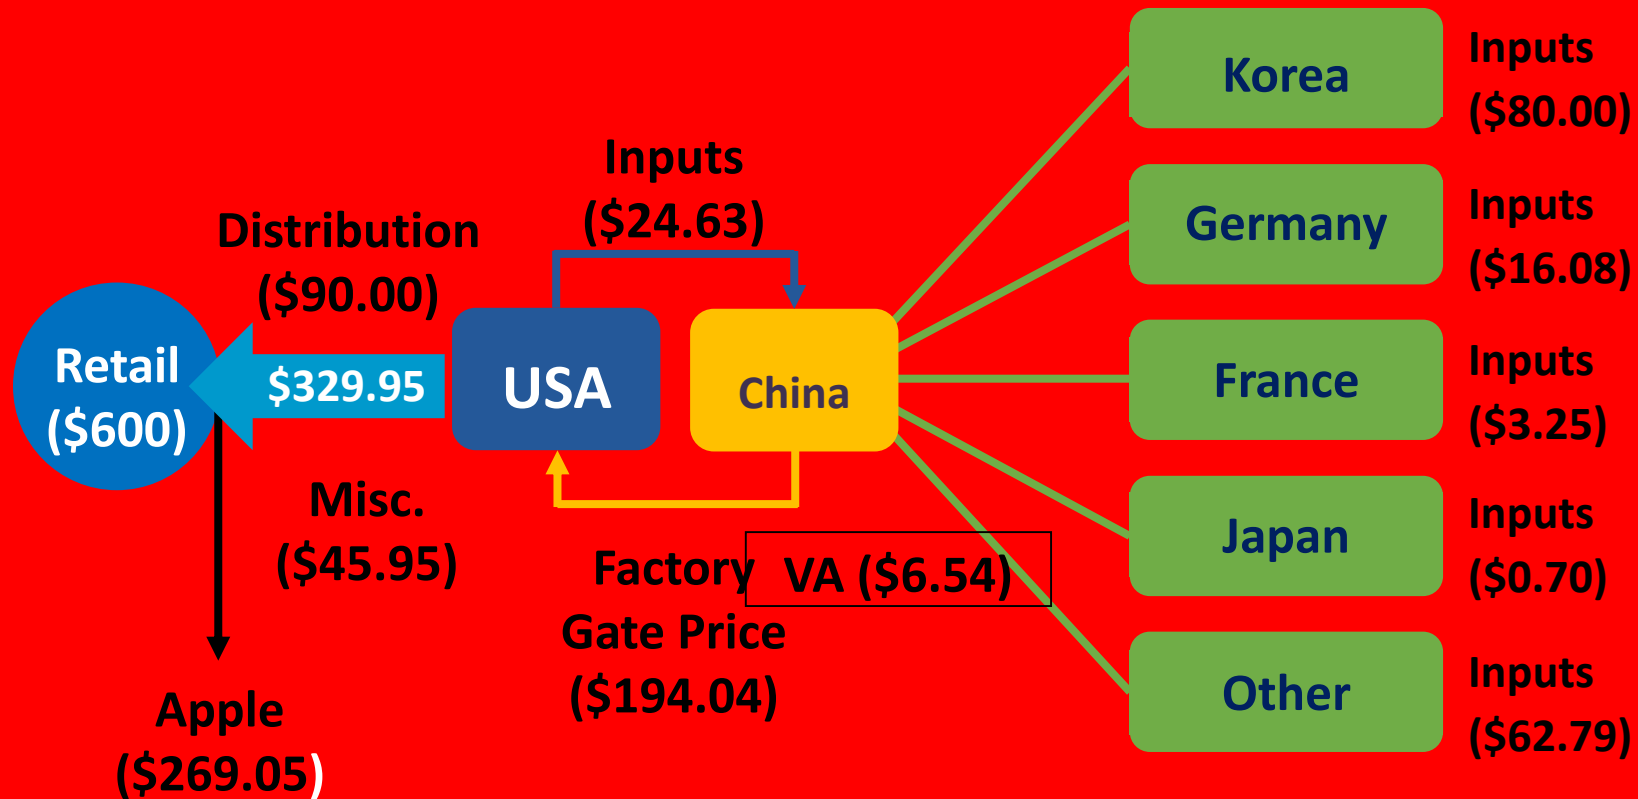 Inputs
($24.63)
Distribution
($90.00)
Retail
($600)
$329.95
USA
China
Misc.
($45.95)
Factory
Gate Price
($194.04)
VA ($6.54)
Apple
($269.05)
Korea
Inputs
($80.00)
Germany
Inputs
($16.08)
France
Inputs
($3.25)
Japan
Inputs
($0.70)
Other
Inputs
($62.79)